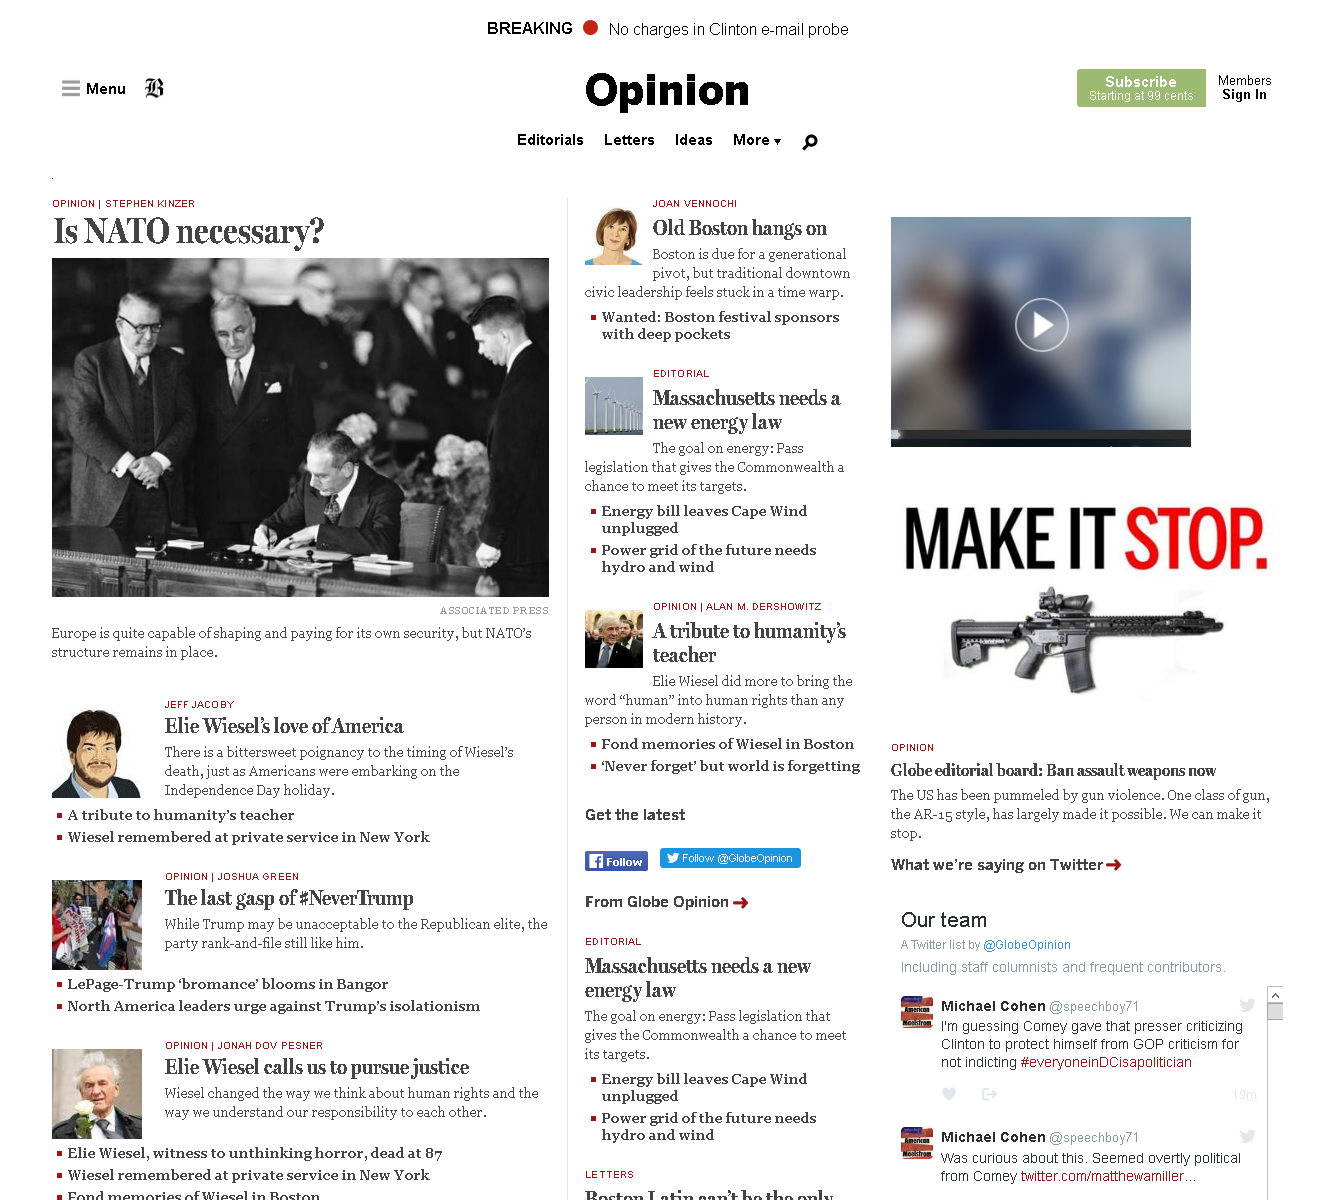 BREAKING No charges in Clinton e-mail probe
Menu B
Opinion
Subscribe
Starting at 99 cents
Members
Sign In
Editorials Letters Ideas More
OPINION | STEPHEN KINZER
Is NATO necessary?
ASSOCIATED PRESS
Europe is quite capable of shaping and paying for its own security, but NATO's
structure remains in place.
JEFF JACOBY
Elie Wiesel's love of America
There is a bittersweet poignancy to the timing of Wiesel's
death, just as Americans were embarking on the
Independence Day holiday.
A tribute to humanity's teacher
Wiesel remembered at private service in New York
OPINION | JOSHUA GREEN
The last gasp of #NeverTrump
While Trump may be unacceptable to the Republican elite, the
party rank-and-file still like him.
LePage-Trump ‘bromance’ blooms in Bangor
North America leaders urge against Trump's isolationism
OPINION | JONAH DOV PESNER
Elie Wiesel calls us to pursue justice
Wiesel changed the way we think about human rights and the
way we understand our responsibility to each other.
Elie Wiesel, witness to unthinking horror, dead at 87
Wiesel remembered at private service in New York
Fond memories of Wiesel in Boston
JOAN VENNOCHI
Old Boston hangs on
Boston is due for a generational
pivot, but traditional downtown
civic leadership feels stuck in a time warp.
Wanted: Boston festival sponsors
with deep pockets
EDITORIAL
Massachusetts needs a
new energy law
The goal on energy: Pass
legislation that gives the Commonwealth a
chance to meet its targets.
Energy bill leaves Cape Wind
unplugged
Power grid of the future needs
hydro and wind
OPINION | ALAN M. DERSHOWITZ
A tribute to humanity's
teacher
Elie Wiesel did more to bring the
word “human” into human rights than any
person in modern history.
Fond memories of Wiesel in Boston
‘Never forget’ but world is forgetting
Get the latest
Follow
Follow @GlobeOpinion
From Globe Opinion
EDITORIAL
Massachusetts needs a new
energy law
The goal on energy: Pass legislation that
gives the Commonwealth a chance to meet
its targets.
Energy bill leaves Cape Wind
unplugged
Power grid of the future needs
hydro and wind
LETTERS
Boston Latin can't be the only
MAKE IT STOP.
OPINION
Globe editorial board: Ban assault weapons now
The US has been pummeled by gun violence. One class of gun,
the AR-15 style, has largely made it possible. We can make it
stop.
What we're saying on Twitter
Our team
A Twitter list by @GlobeOpinion
Including staff columnists and frequent contributors.
American
Maelstrom
Michael Cohen @speechboy71
I'm guessing Comey gave that presser criticizing
Clinton to protect himself from GOP criticism for
not indicting #everyoneinDCisapolitician
19m
American
Maelstrom
Michael Cohen @speechboy71
Was curious about this. Seemed overtly political
from Comey twitter.com/matthewamiller…